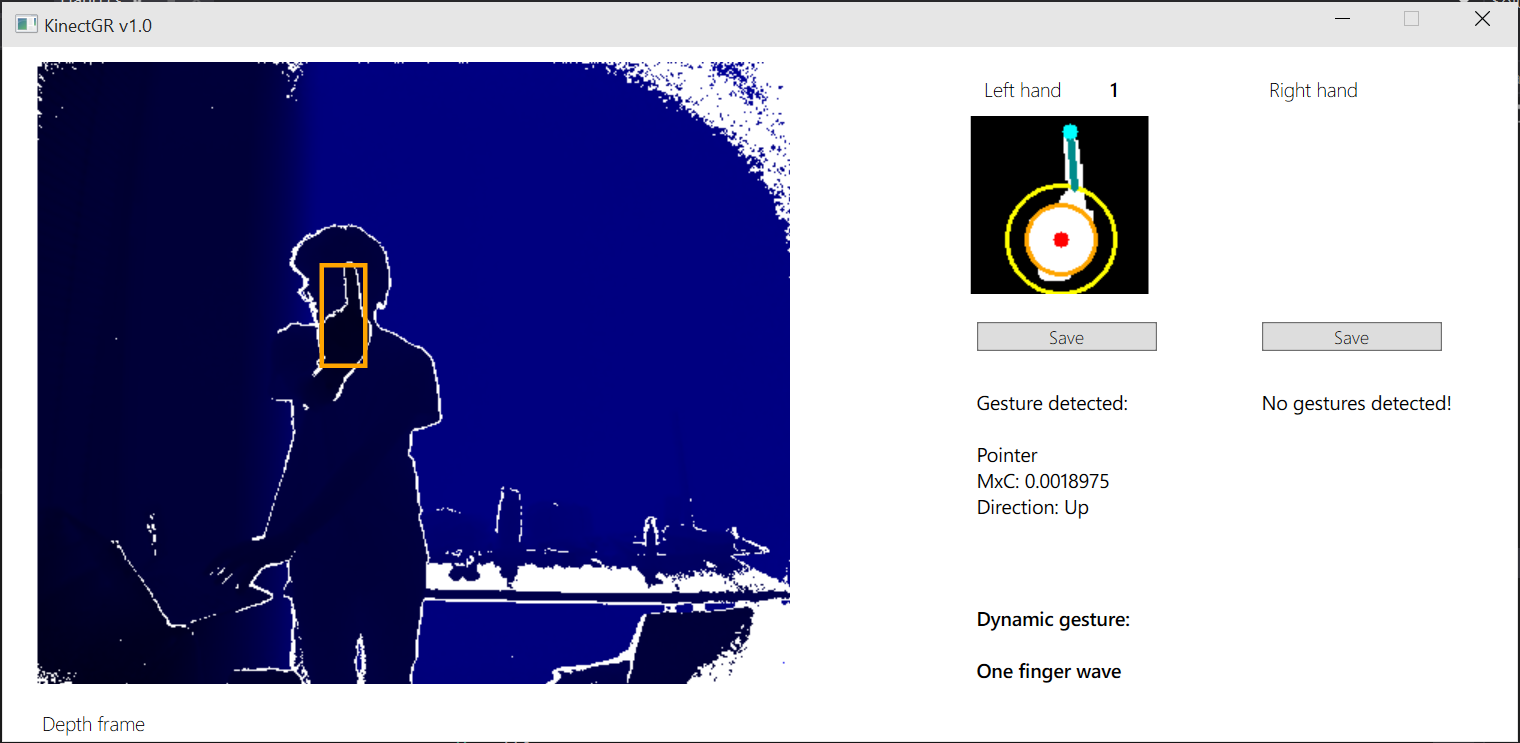 KinectGR v1.0
Left hand 1
Right hand
Save
Save
Gesture detected:
No gestures detected!
Pointer
MxC: 0.0018975
Direction: Up
Dynamic gesture:
One finger wave
Depth frame